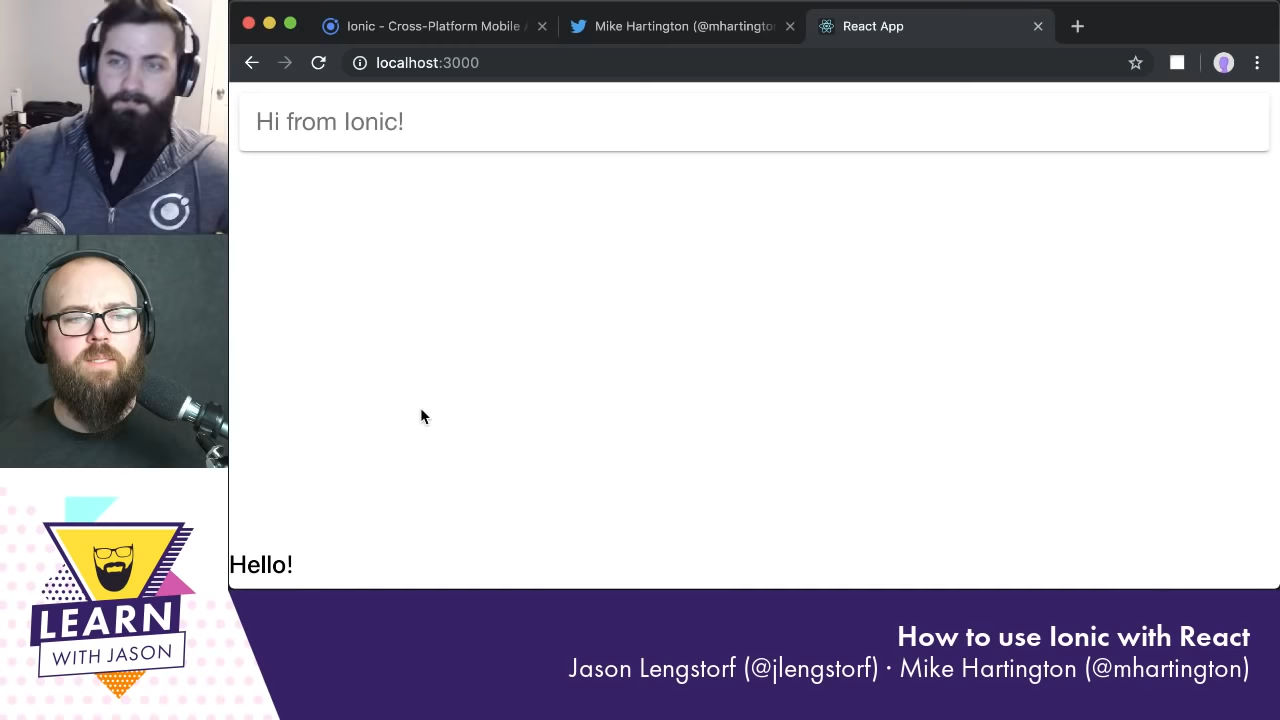 Ionic - Cross-Platform Mobile
Mike Hartington (@mhartingto
React App
localhost:3000
Hi from Ionic!
Hello!
LEARN
WITH JASON
How to use Ionic with React
Jason Lengstorf (@jlengstorf) · Mike Hartington (@mhartington)